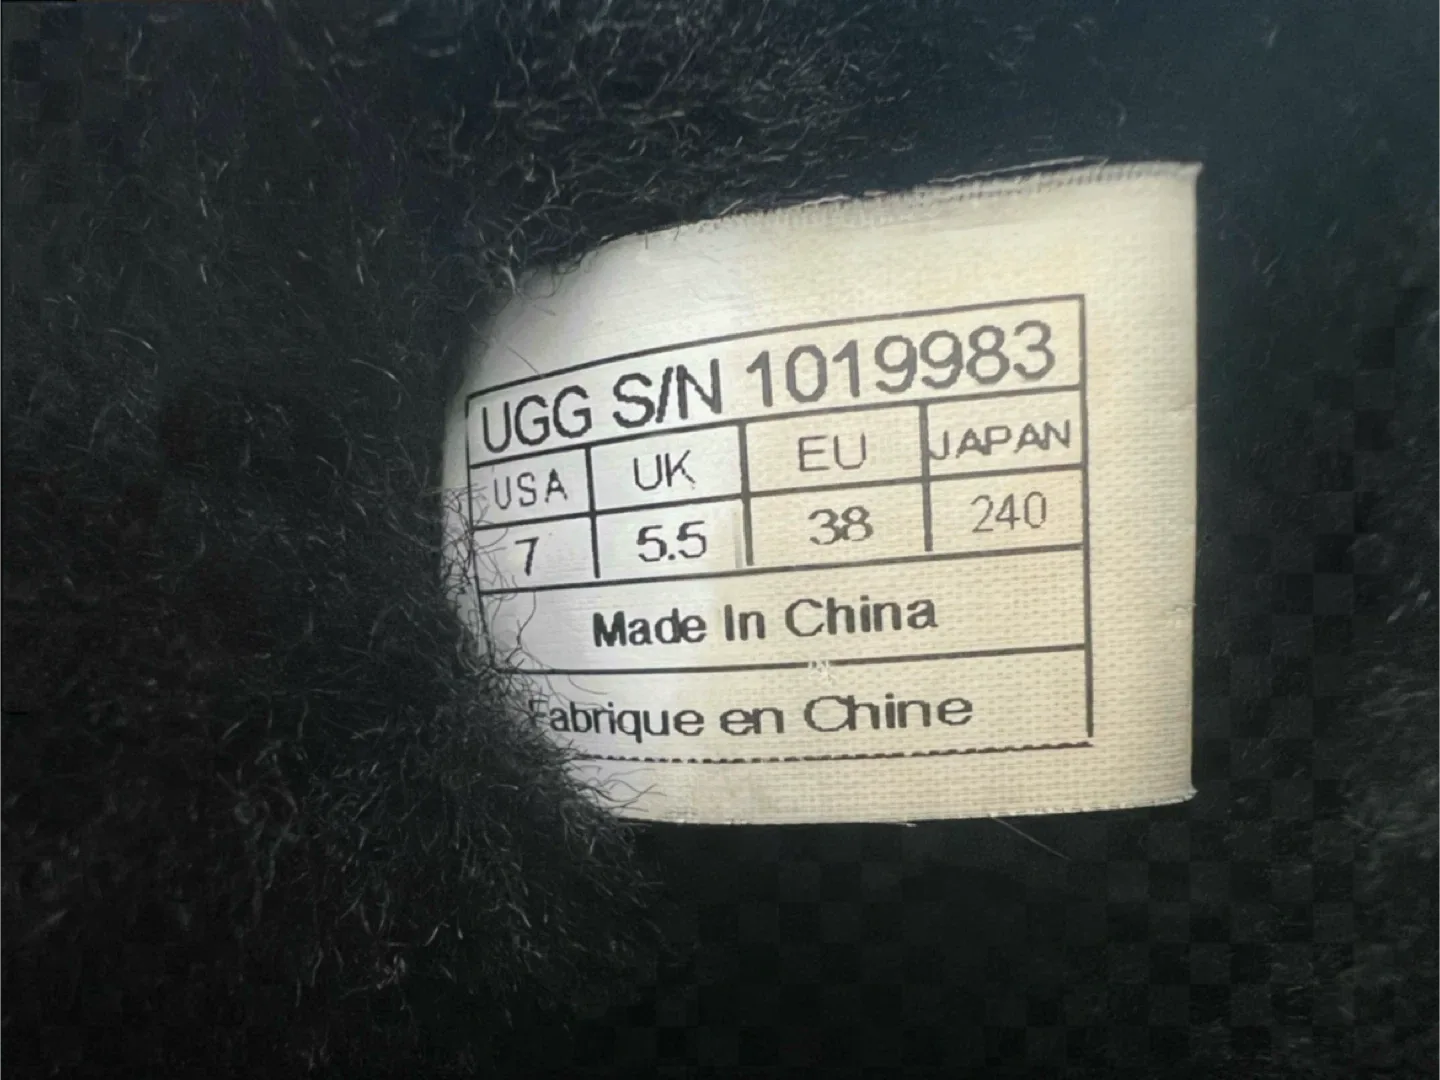 UGG S/N 1019983
USA UK EU JAPAN
7 5.5 38 240
Made In China
Fabrique en Chine